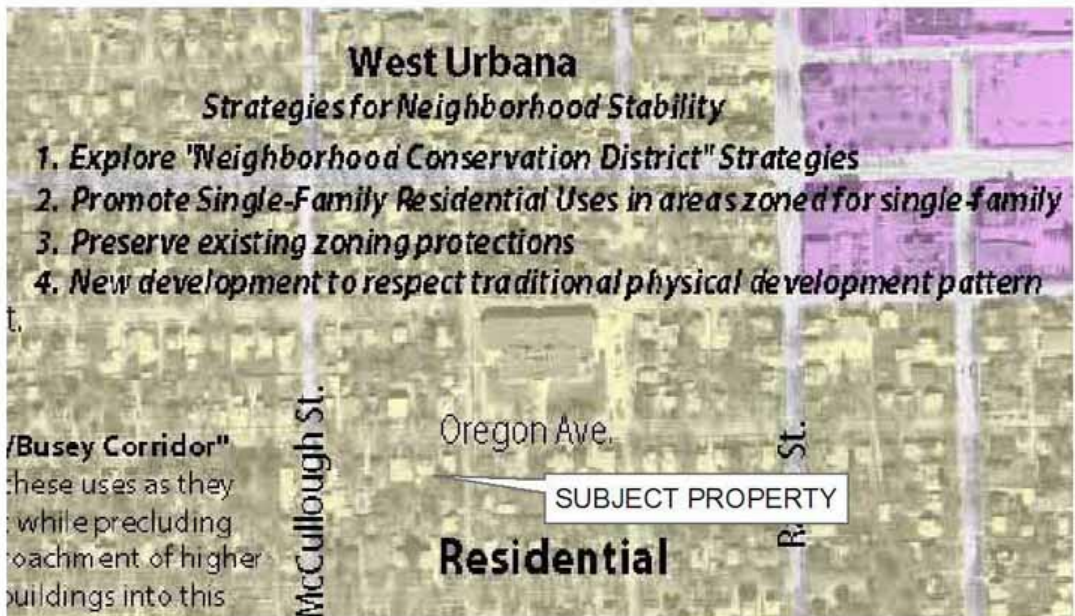 West Urbana
Strategies for Neighborhood Stability
1. Explore "Neighborhood Conservation District" Strategies
2. Promote Single-Family Residential Uses in areas zoned for single-family
3. Preserve existing zoning protections
4. New development to respect traditional physical development pattern
t.
McCullough St.
Oregon Ave.
St.
/Busey Corridor"
these uses as they
while precluding
oachment of higher
buildings into this
SUBJECT PROPERTY
Residential